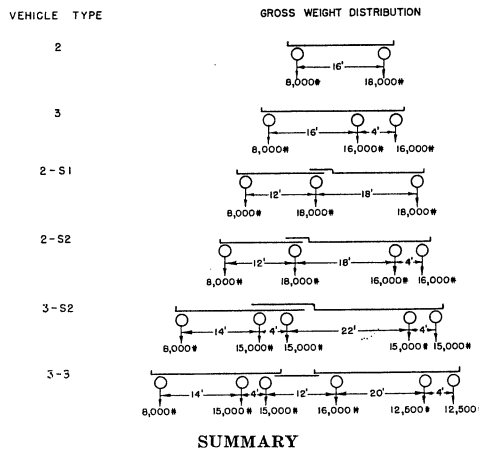 VEHICLE TYPE GROSS WEIGHT DISTRIBUTION
2
16'
8,000# 18,000#
3
16' 4'
8,000# 16,000# 16,000#
2-S1
12' 18'
8,000# 18,000# 18,000#
2-S2
12' 18' 4'
8,000# 18,000# 16,000# 16,000#
3-S2
14' 4' 22' 4'
8,000# 15,000# 15,000# 15,000# 15,000#
3-3
14' 4' 12' 20' 4'
8,000# 15,000# 15,000# 16,000# 12,500# 12,500
SUMMARY